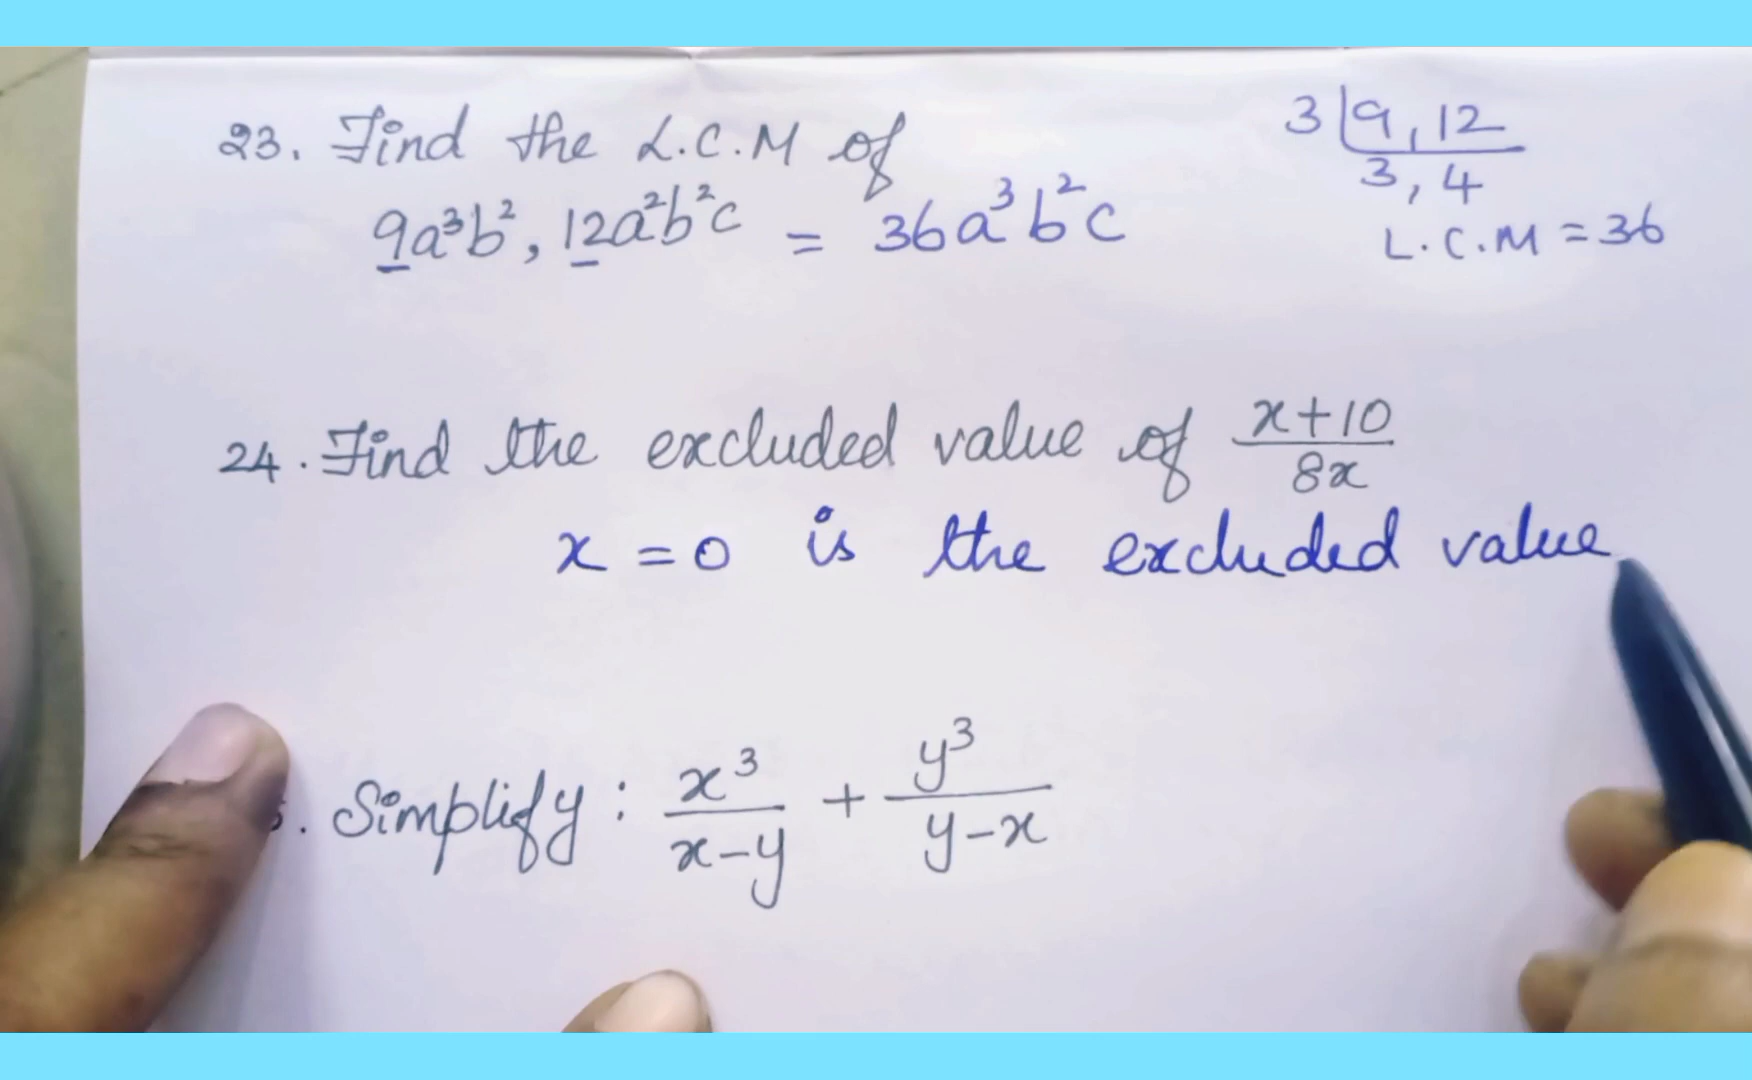 23. Find the L.C.M of
9a³b², 12a²b²c = 36a³b²c
3 | 9, 12
3, 4
L.C.M = 36
24. Find the excluded value of x+10 / 8x
x = 0 is the excluded value
. Simplify : x³ / x-y + y³ / y-x